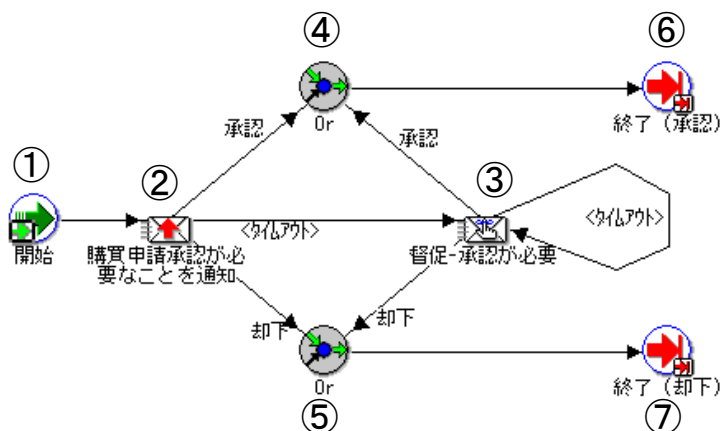 ④
⑥
Or
終了（承認）
承認
承認
①
②
③
開始
<タイムアウト>
<タイムアウト>
購買申請承認が必
要なことを通知
督促-承認が必要
却下
却下
Or
終了（却下）
⑤
⑦